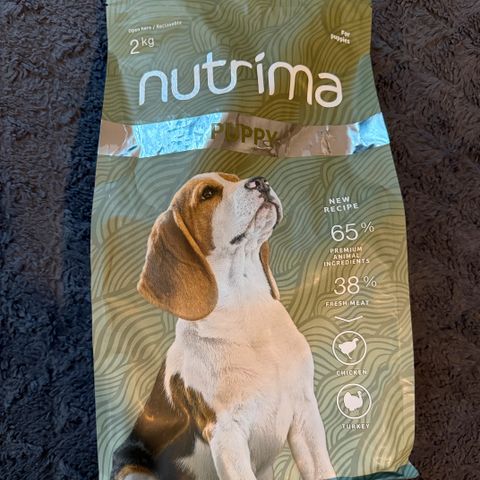 Open here / Recloseable
2 kg
For
puppies
nutrima
PUPPY
NEW
RECIPE
65%
PREMIUM
ANIMAL
INGREDIENTS
38%
FRESH MEAT
CHICKEN
TURKEY